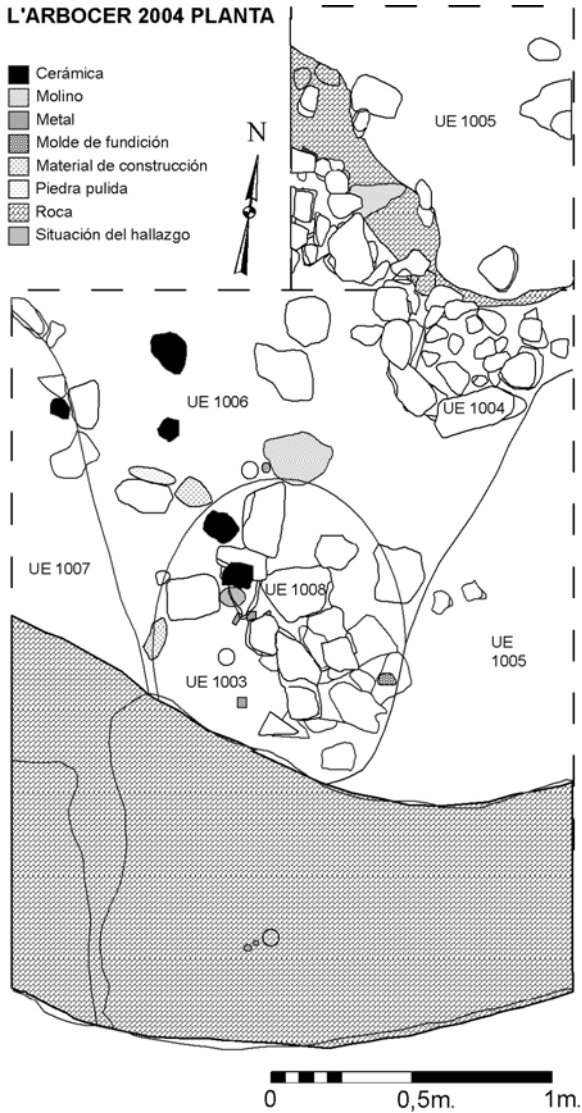 L'ARBOCER 2004 PLANTA
Cerámica
Molino
Metal
Molde de fundición
Material de construcción
Piedra pulida
Roca
Situación del hallazgo
N
UE 1005
UE 1006
UE 1004
UE 1007
UE 1008
UE
1005
UE 1003
0 0,5m. 1m.